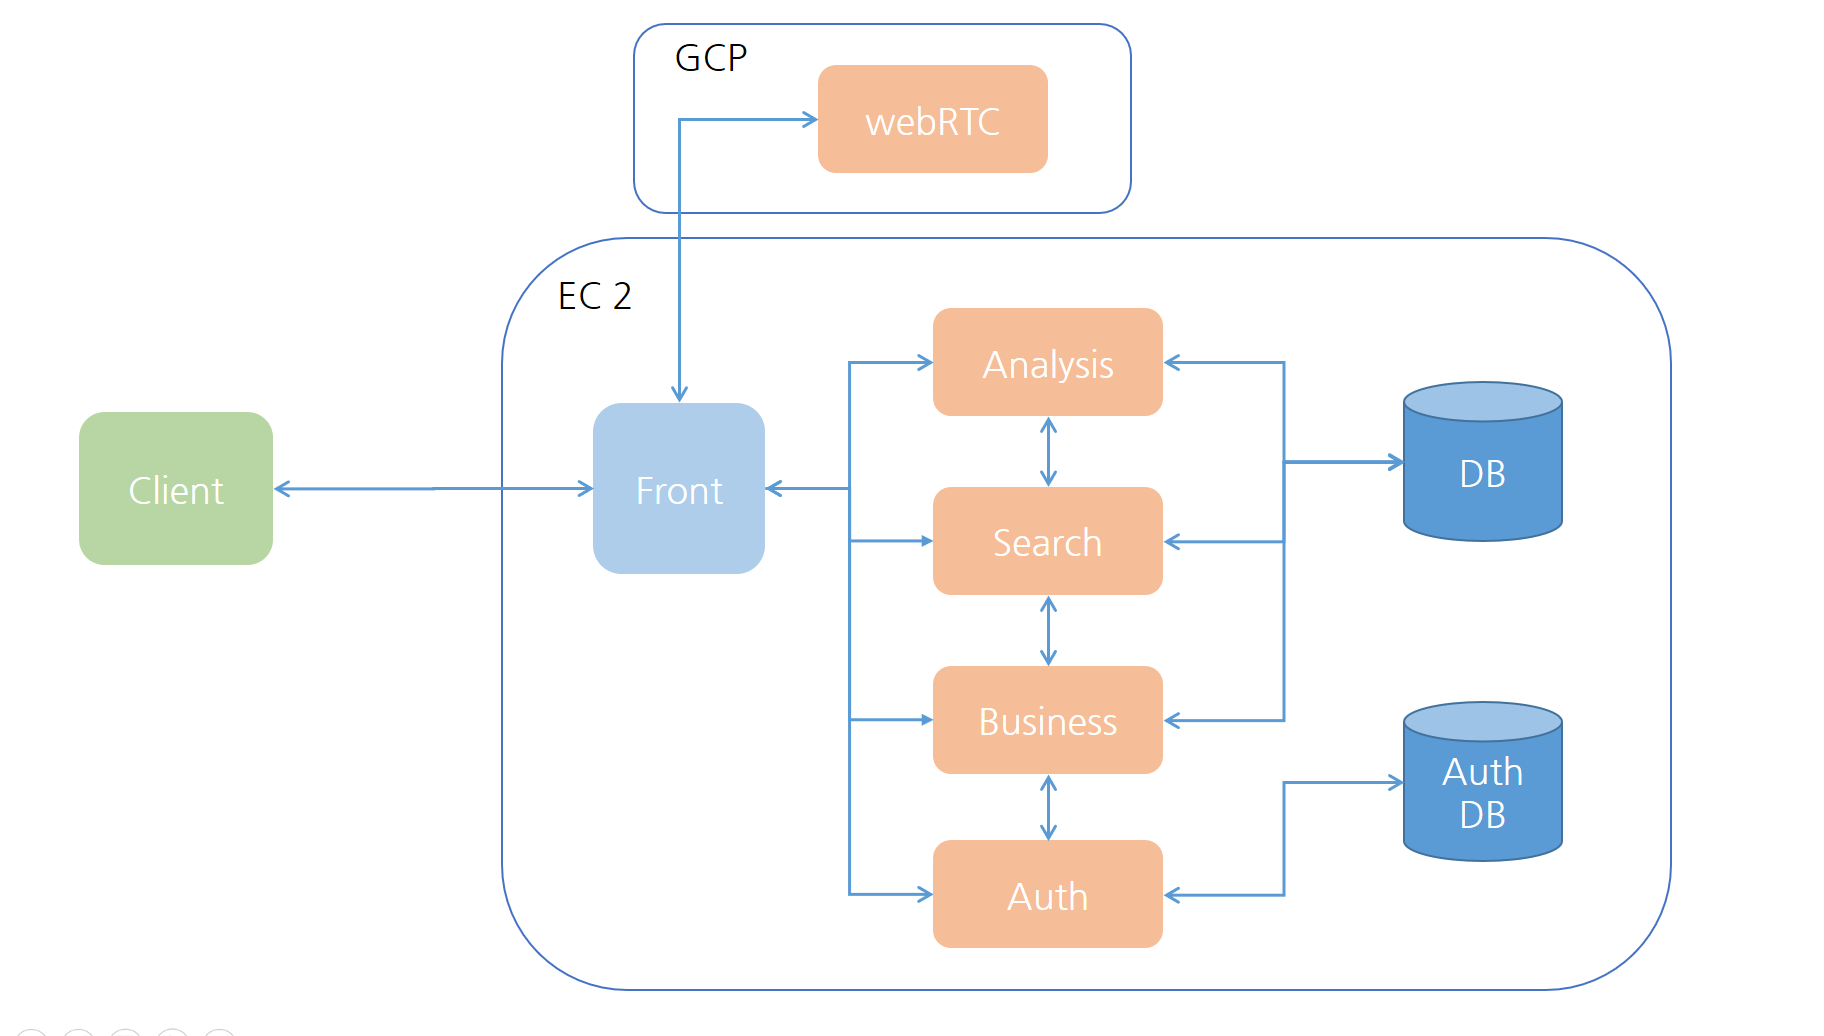 GCP
webRTC
EC 2
Analysis
Client
Front
Search
DB
Business
Auth
DB
Auth